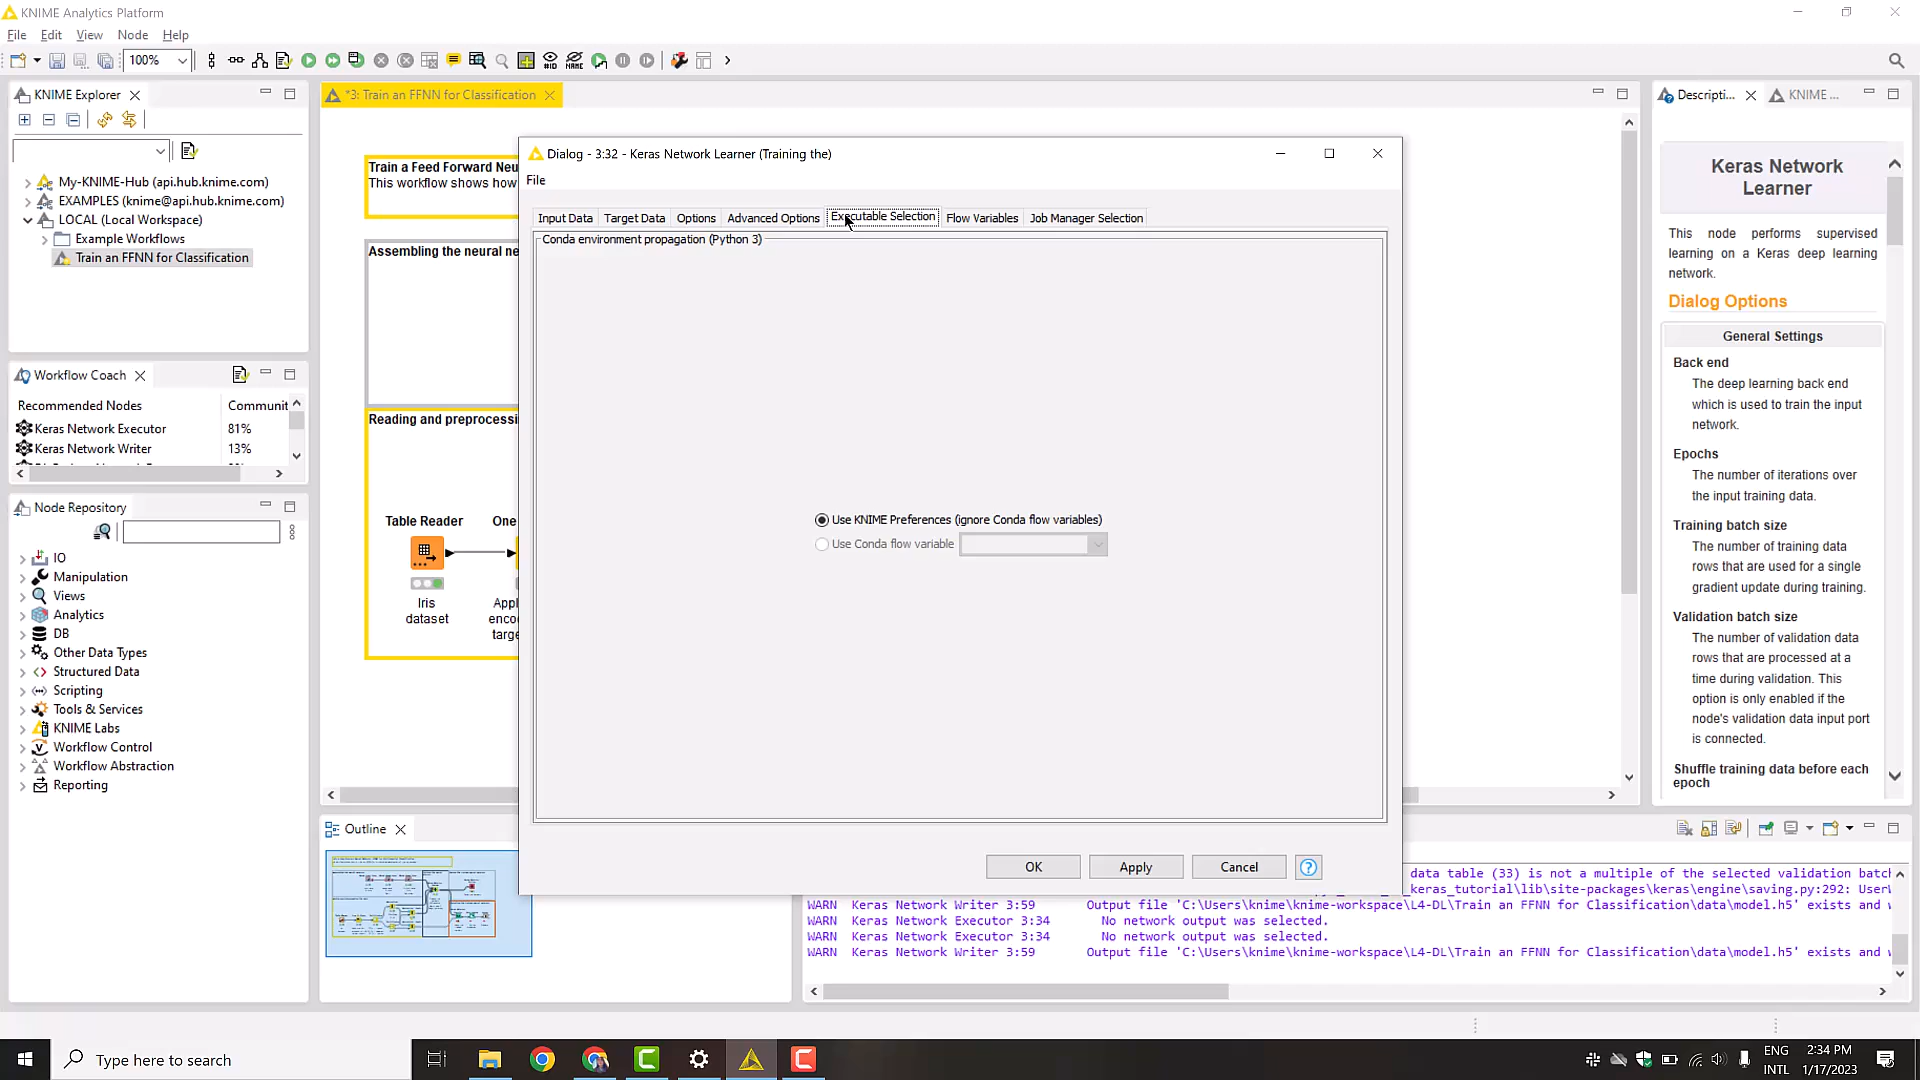 KNIME Analytics Platform
File Edit View Node Help
100%
KNIME Explorer
*3: Train an FFNN for Classification
Descripti...
KNIME ...
My-KNIME-Hub (api.hub.knime.com)
EXAMPLES (knime@api.hub.knime.com)
LOCAL (Local Workspace)
Example Workflows
Train an FFNN for Classification
Workflow Coach
Recommended Nodes Communit
Keras Network Executor 81%
Keras Network Writer 13%
Node Repository
IO
Manipulation
Views
Analytics
DB
Other Data Types
Structured Data
Scripting
Tools & Services
KNIME Labs
Workflow Control
Workflow Abstraction
Reporting
Train a Feed Forward Neu
This workflow shows how
Assembling the neural ne
Reading and preprocessi
Table Reader
One
Iris
dataset
Appl
enco
targe
Dialog - 3:32 - Keras Network Learner (Training the)
File
Input Data Target Data Options Advanced Options Executable Selection Flow Variables Job Manager Selection
Conda environment propagation (Python 3)
Use KNIME Preferences (ignore Conda flow variables)
Use Conda flow variable
OK Apply Cancel
Keras Network
Learner
This node performs supervised
learning on a Keras deep learning
network.
Dialog Options
General Settings
Back end
The deep learning back end
which is used to train the input
network.
Epochs
The number of iterations over
the input training data.
Training batch size
The number of training data
rows that are used for a single
gradient update during training.
Validation batch size
The number of validation data
rows that are processed at a
time during validation. This
option is only enabled if the
node's validation data input port
is connected.
Shuffle training data before each
epoch
Outline
data table (33) is not a multiple of the selected validation batch
keras_tutorial\lib\site-packages\keras\engine\saving.py:292: UserW
WARN Keras Network Writer 3:59 Output file 'C:\Users\knime\knime-workspace\L4-DL\Train an FFNN for Classification\data\model.h5' exists and w
WARN Keras Network Executor 3:34 No network output was selected.
WARN Keras Network Executor 3:34 No network output was selected.
WARN Keras Network Writer 3:59 Output file 'C:\Users\knime\knime-workspace\L4-DL\Train an FFNN for Classification\data\model.h5' exists and w
Type here to search
ENG
INTL
2:34 PM
1/17/2023